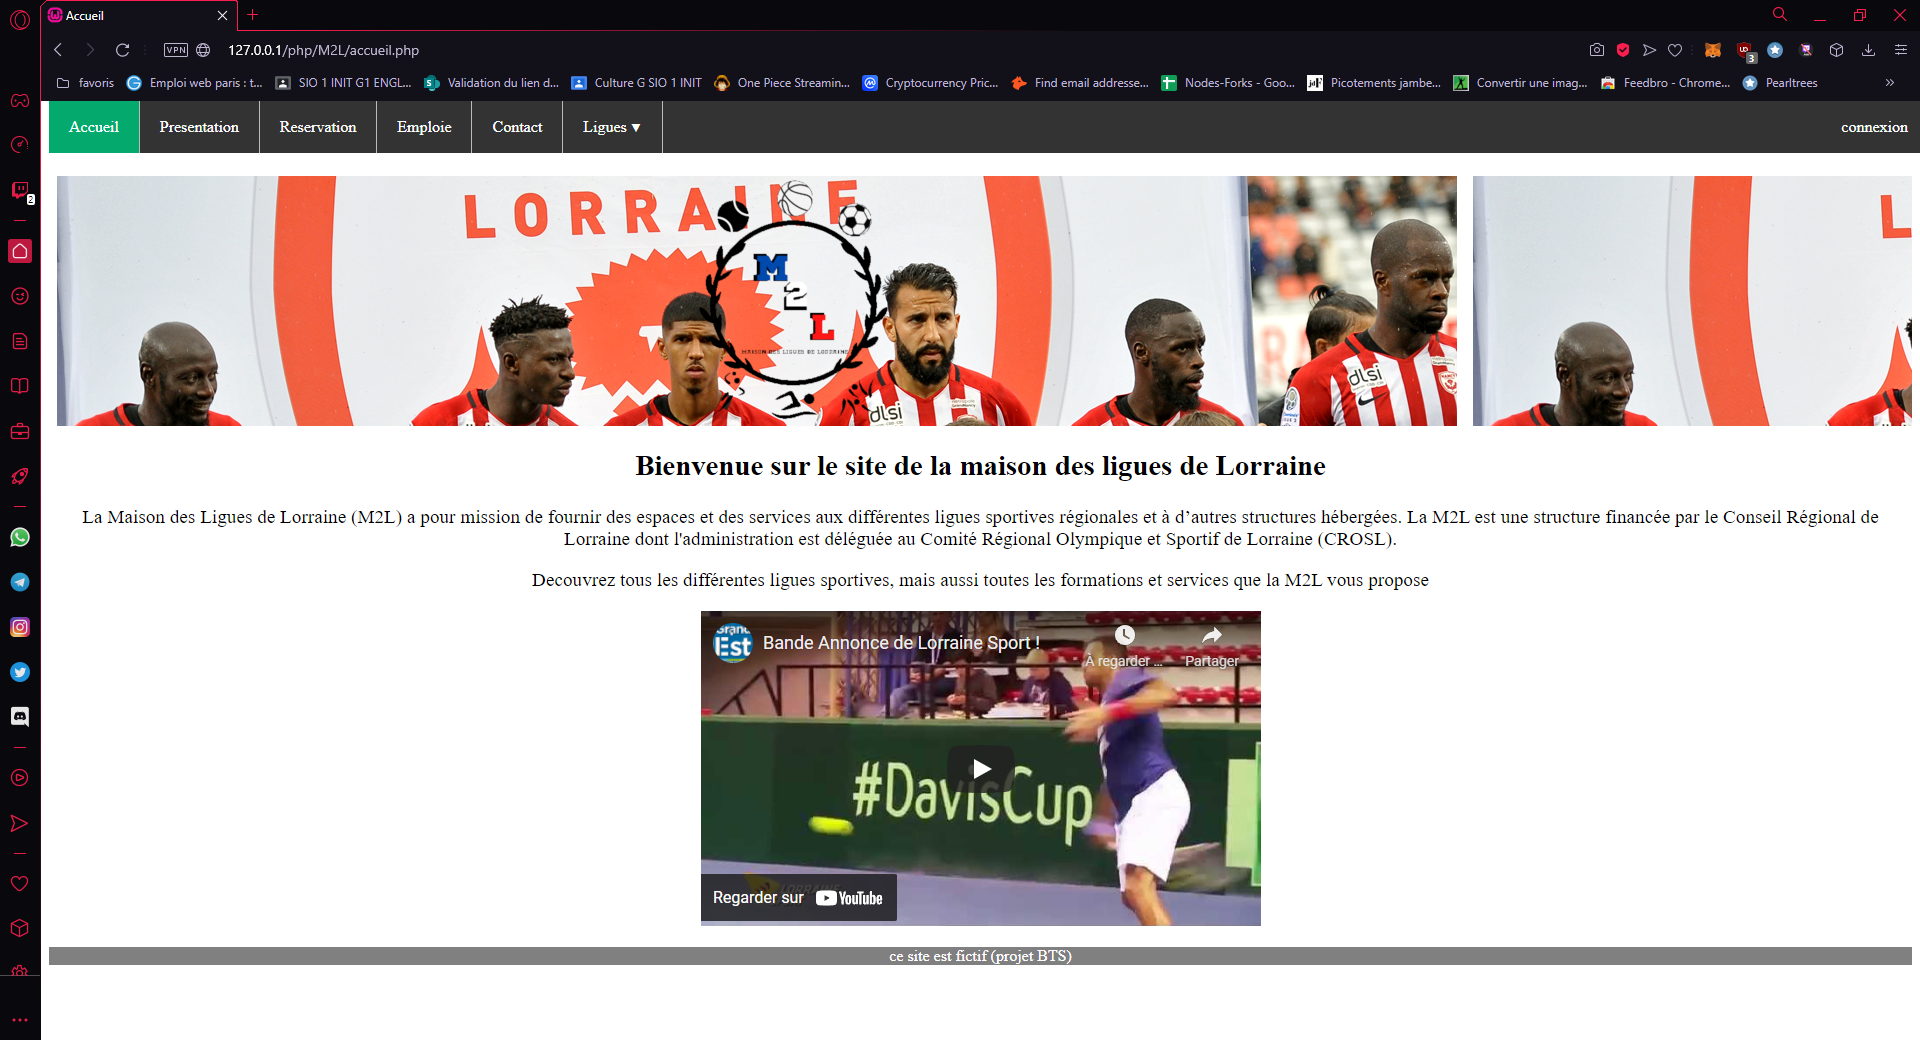 Accueil
127.0.0.1/php/M2L/accueil.php
VPN
favoris
Emploi web paris : t...
SIO 1 INIT G1 ENGL...
Validation du lien d...
Culture G SIO 1 INIT
One Piece Streamin...
Cryptocurrency Pric...
Find email addresse...
Nodes-Forks - Goo...
Picotements jambe...
Convertir une imag...
Feedbro - Chrome...
Pearltrees
3
2
Accueil
Presentation
Reservation
Emploie
Contact
Ligues ▼
connexion
LORRAINE
M
2
L
MAISON DES LIGUES DE LORRAINE
dlsi
dlsi
Bienvenue sur le site de la maison des ligues de Lorraine
La Maison des Ligues de Lorraine (M2L) a pour mission de fournir des espaces et des services aux différentes ligues sportives régionales et à d’autres structures hébergées. La M2L est une structure financée par le Conseil Régional de
Lorraine dont l'administration est déléguée au Comité Régional Olympique et Sportif de Lorraine (CROSL).
Decouvrez tous les différentes ligues sportives, mais aussi toutes les formations et services que la M2L vous propose
Grand
Est
Bande Annonce de Lorraine Sport !
À regarder ...
Partager
#DavisCup
Regarder sur YouTube
ce site est fictif (projet BTS)